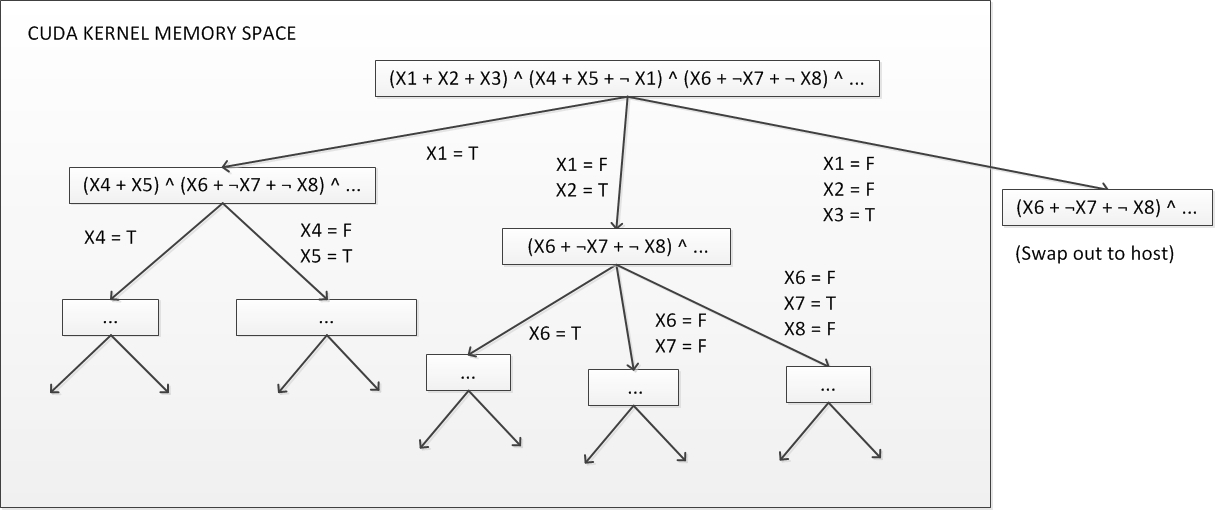 CUDA KERNEL MEMORY SPACE
(X1 + X2 + X3) ^ (X4 + X5 + ¬ X1) ^ (X6 + ¬X7 + ¬ X8) ^ ...
X1 = T
X1 = F
X2 = T
X1 = F
X2 = F
X3 = T
(X4 + X5) ^ (X6 + ¬X7 + ¬ X8) ^ ...
(X6 + ¬X7 + ¬ X8) ^ ...
(Swap out to host)
X4 = T
X4 = F
X5 = T
(X6 + ¬X7 + ¬ X8) ^ ...
...
...
X6 = T
X6 = F
X7 = F
X6 = F
X7 = T
X8 = F
...
...
...